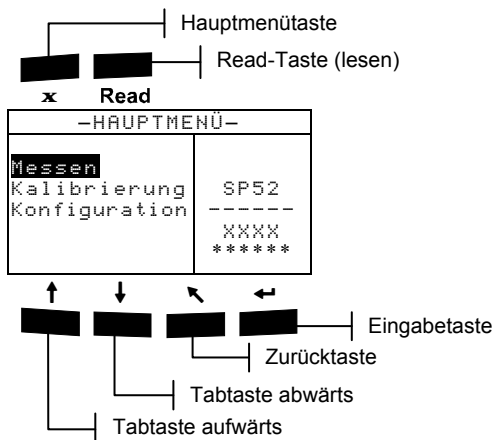 Hauptmenütaste
Read-Taste (lesen)
x Read
–HAUPTMENÜ–
Messen
Kalibrierung SP52
Konfiguration ------
XXXX
******
↑ ↓ ↖ ↵
Eingabetaste
Zurücktaste
Tabtaste abwärts
Tabtaste aufwärts